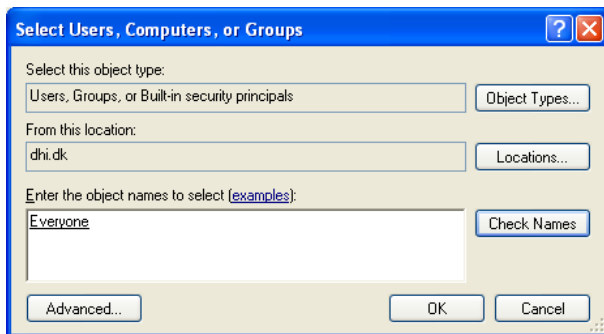 Select Users, Computers, or Groups
Select this object type:
Users, Groups, or Built-in security principals
Object Types...
From this location:
dhi.dk
Locations...
Enter the object names to select (examples):
Everyone
Check Names
Advanced...
OK
Cancel